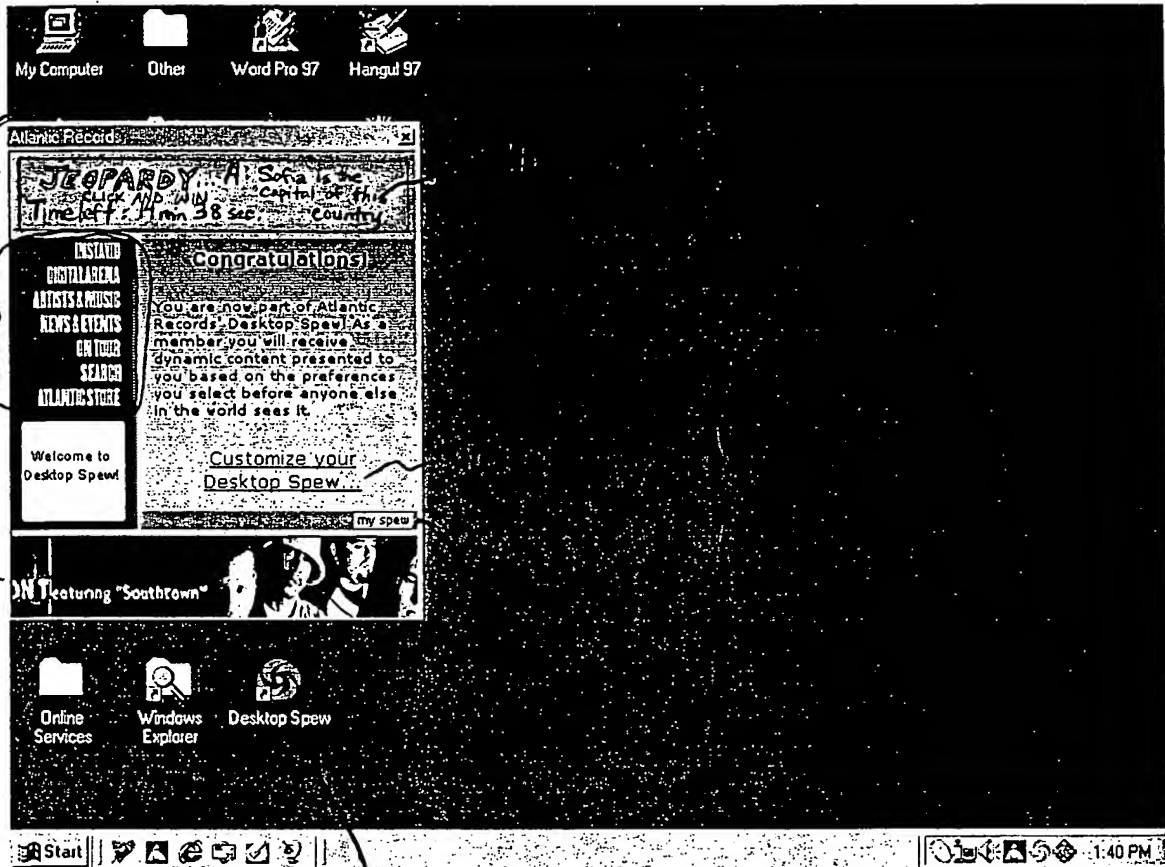 My Computer
Other
Word Pro 97
Hangul 97
Atlantic Records
JEOPARDY... A: Sofia is the
CLICK AND WIN
Capital of this
Time left: 14 min 38 sec.
Country
INSTAVID
DIGITAL ARENA
ARTISTS & MUSIC
NEWS & EVENTS
ON TOUR
SEARCH
ATLANTIC STORE
Congratulations!
You are now part of Atlantic
Records' Desktop Spew! As a
member you will receive
dynamic content presented to
you based on the preferences
you select before anyone else
in the world sees it.
Welcome to
Desktop Spew!
Customize your
Desktop Spew...
my spew
featuring "Southtown"
Online
Services
Windows
Explorer
Desktop Spew
Start
1:40 PM